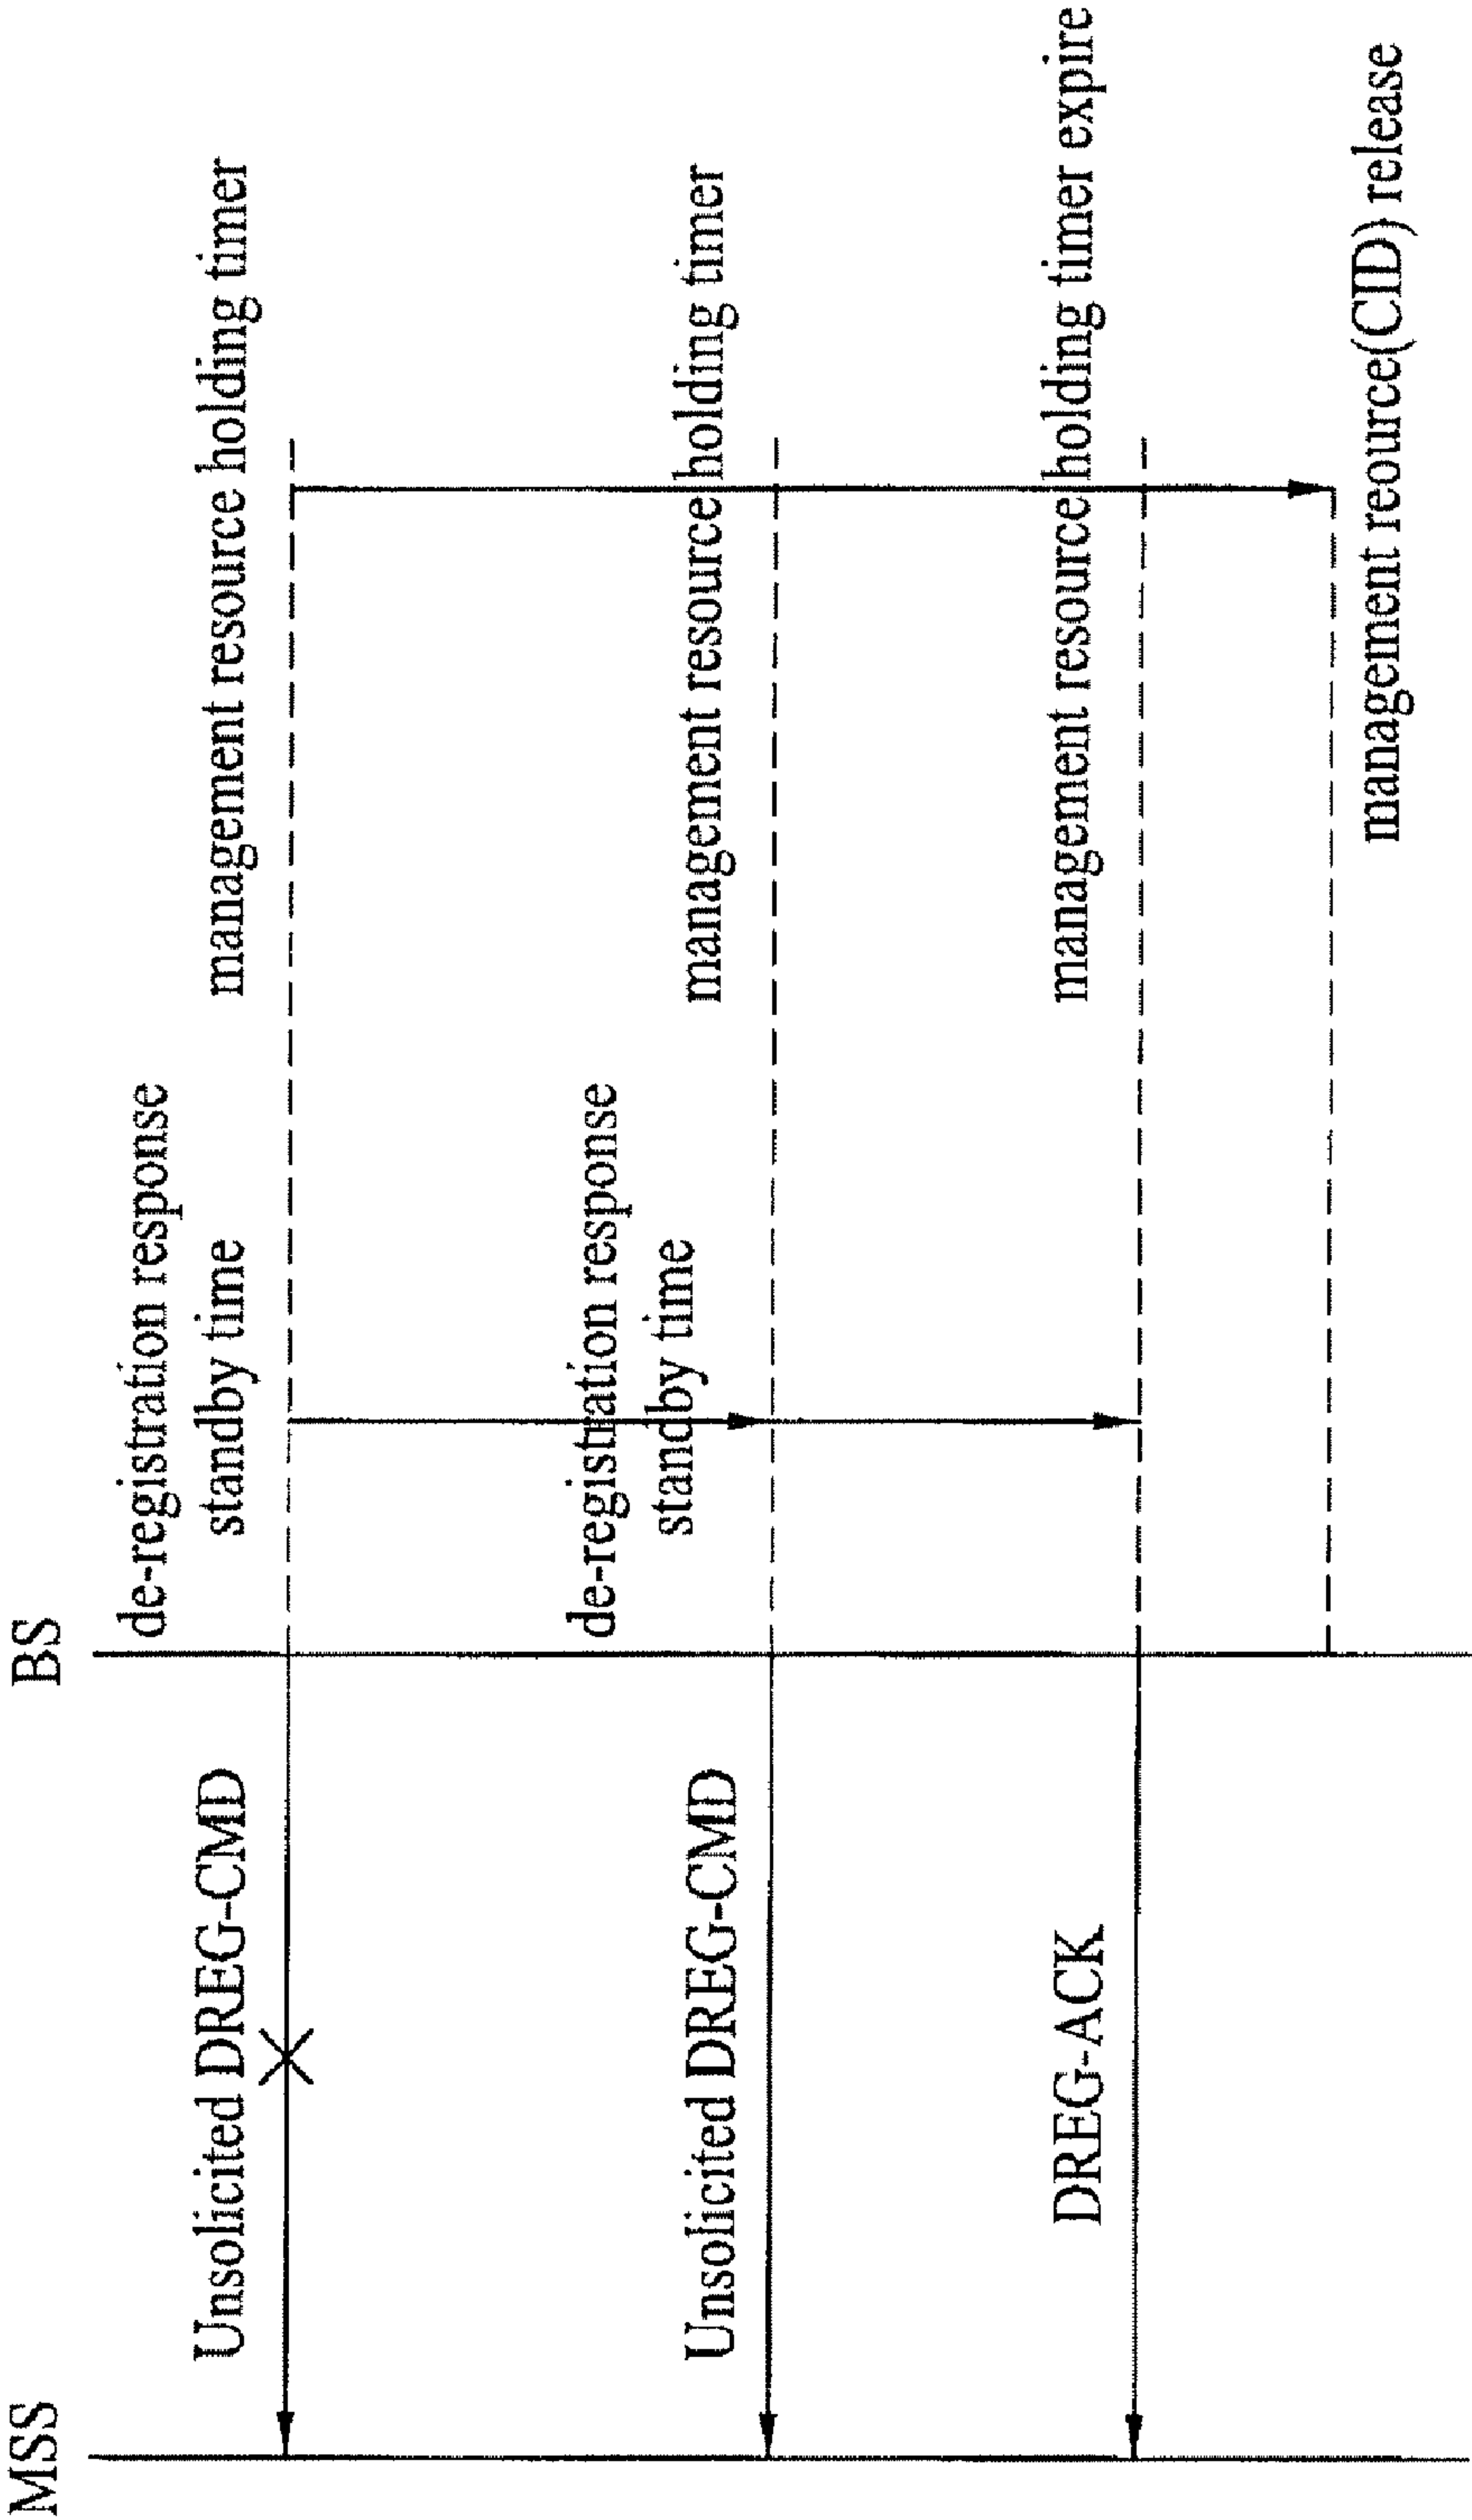 MSS
BS
de-registration response
standby time
Unsolicited DREG-CMD
management resource holding timer
de-registration response
standby time
Unsolicited DREG-CMD
management resource holding timer
DREG-ACK
management resource holding timer expire
management reource(CID) release